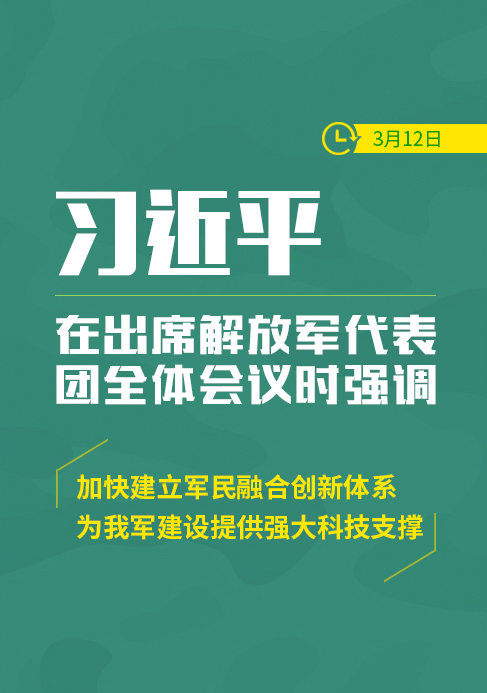 3月12日
习近平
在出席解放军代表
团全体会议时强调
加快建立军民融合创新体系
为我军建设提供强大科技支撑